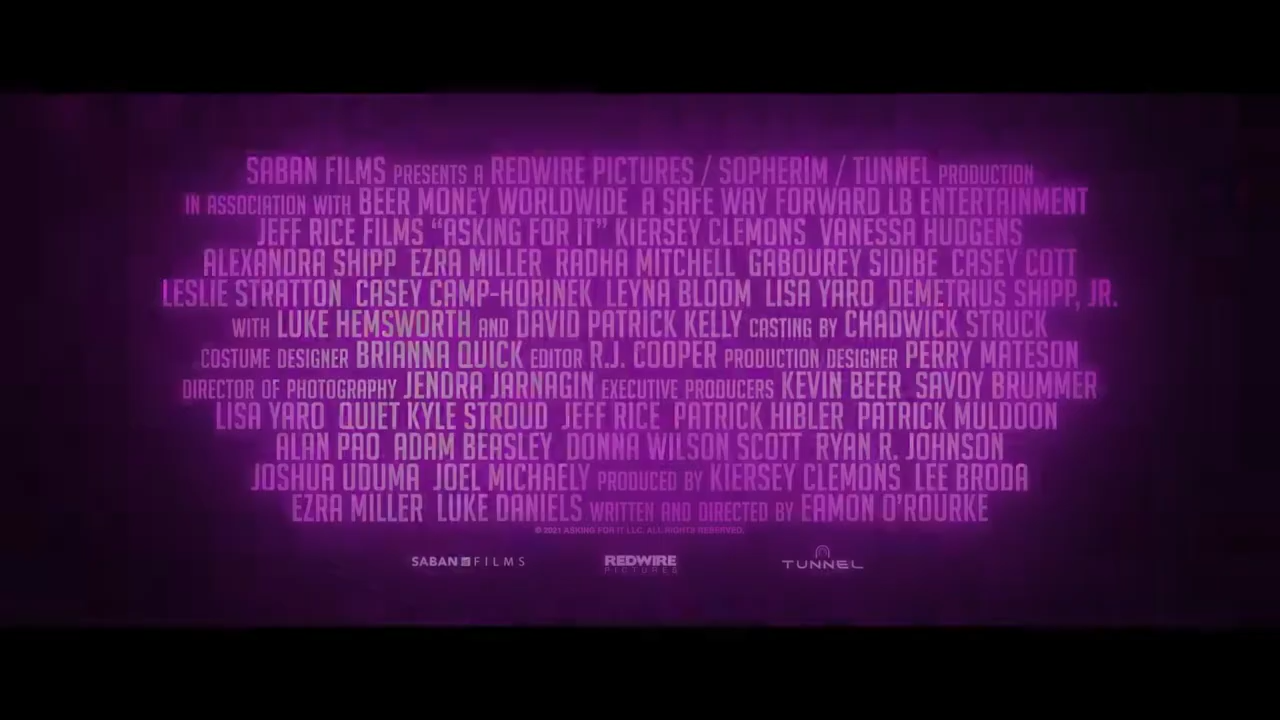 SABAN FILMS PRESENTS A REDWIRE PICTURES / SOPHERIM / TUNNEL PRODUCTION
IN ASSOCIATION WITH BEER MONEY WORLDWIDE A SAFE WAY FORWARD LB ENTERTAINMENT
JEFF RICE FILMS “ASKING FOR IT” KIERSEY CLEMONS VANESSA HUDGENS
ALEXANDRA SHIPP EZRA MILLER RADHA MITCHELL GABOUREY SIDIBE CASEY COTT
LESLIE STRATTON CASEY CAMP-HORINEK LEYNA BLOOM LISA YARO DEMETRIUS SHIPP, JR.
WITH LUKE HEMSWORTH AND DAVID PATRICK KELLY CASTING BY CHADWICK STRUCK
COSTUME DESIGNER BRIANNA QUICK EDITOR R.J. COOPER PRODUCTION DESIGNER PERRY MATESON
DIRECTOR OF PHOTOGRAPHY JENDRA JARNAGIN EXECUTIVE PRODUCERS KEVIN BEER SAVOY BRUMMER
LISA YARO QUIET KYLE STROUD JEFF RICE PATRICK HIBLER PATRICK MULDOON
ALAN PAO ADAM BEASLEY DONNA WILSON SCOTT RYAN R. JOHNSON
JOSHUA UDUMA JOEL MICHAELY PRODUCED BY KIERSEY CLEMONS LEE BRODA
EZRA MILLER LUKE DANIELS WRITTEN AND DIRECTED BY EAMON O'ROURKE
© 2021 ASKING FOR IT LLC. ALL RIGHTS RESERVED.
SABAN FILMS
REDWIRE
PICTURES
TUNNEL